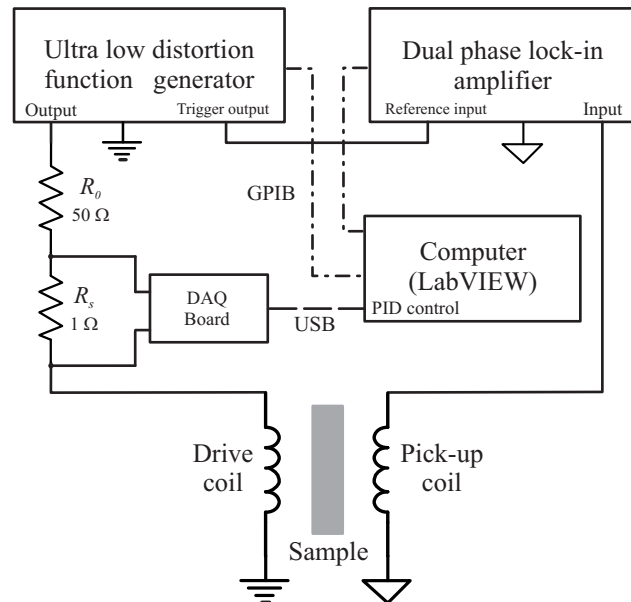 Ultra low distortion
function generator
Output
Trigger output
Dual phase lock-in
amplifier
Reference input
Input
R0
50 Ω
GPIB
Computer
(LabVIEW)
PID control
Rs
1 Ω
DAQ
Board
USB
Drive
coil
Pick-up
coil
Sample